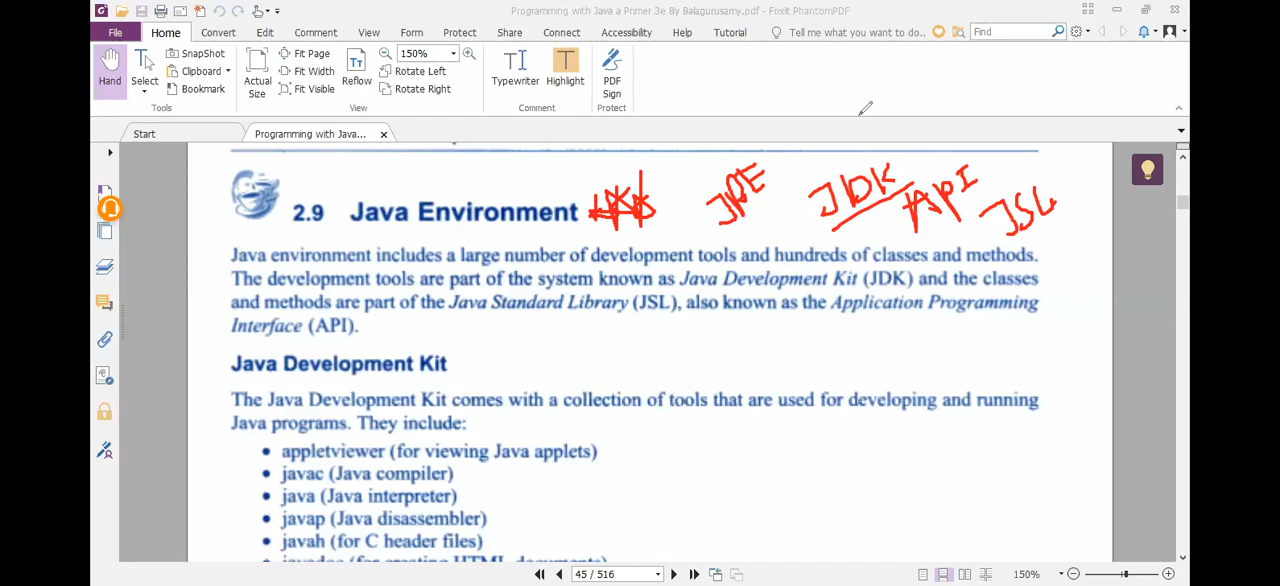 Programming with Java a Primer 3e By Balagurusamy.pdf - Foxit PhantomPDF
File Home Convert Edit Comment View Form Protect Share Connect Accessibility Help Tutorial Tell me what you want to do.. Find
Hand Select SnapShot Clipboard Bookmark Actual Size Fit Page Fit Width Fit Visible Reflow 150% Rotate Left Rotate Right Typewriter Highlight PDF Sign
Tools View Comment Protect
Start Programming with Java...
JDK API JSL
2.9 Java Environment
Java environment includes a large number of development tools and hundreds of classes and methods.
The development tools are part of the system known as Java Development Kit (JDK) and the classes
and methods are part of the Java Standard Library (JSL), also known as the Application Programming
Interface (API).
Java Development Kit
The Java Development Kit comes with a collection of tools that are used for developing and running
Java programs. They include:
• appletviewer (for viewing Java applets)
• javac (Java compiler)
• java (Java interpreter)
• javap (Java disassembler)
• javah (for C header files)
45 / 516 150%